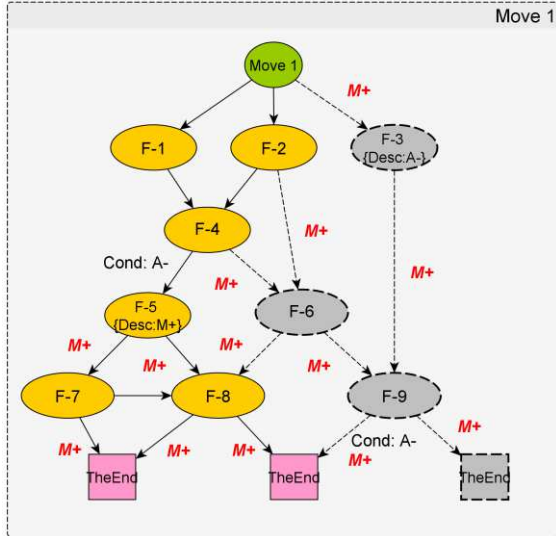 Move 1
Move 1
M+
F-1
F-2
F-3
{Desc:A-}
F-4
M+
Cond: A-
M+
M+
F-5
{Desc:M+}
F-6
M+
M+
M+
M+
F-7
F-8
F-9
M+
M+
M+
Cond: A-
M+
M+
TheEnd
TheEnd
TheEnd